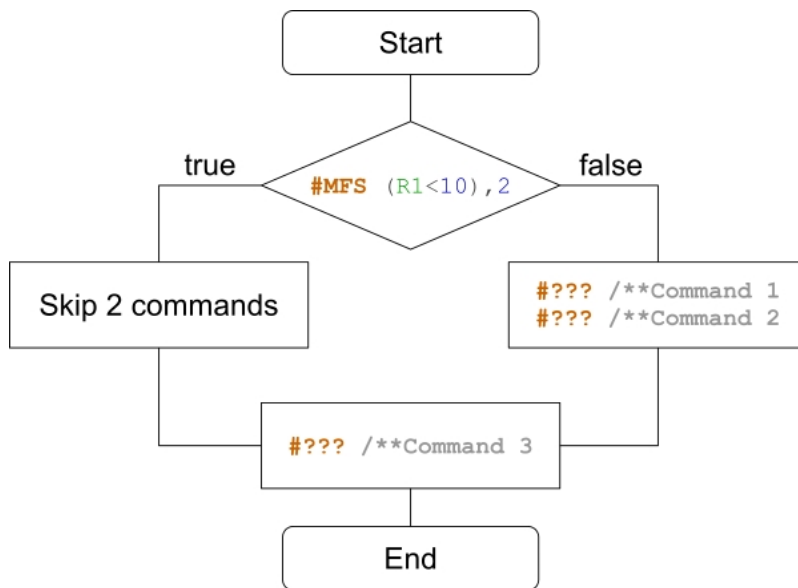 Start
true
false
#MFS (R1<10),2
Skip 2 commands
#??? /**Command 1
#??? /**Command 2
#??? /**Command 3
End